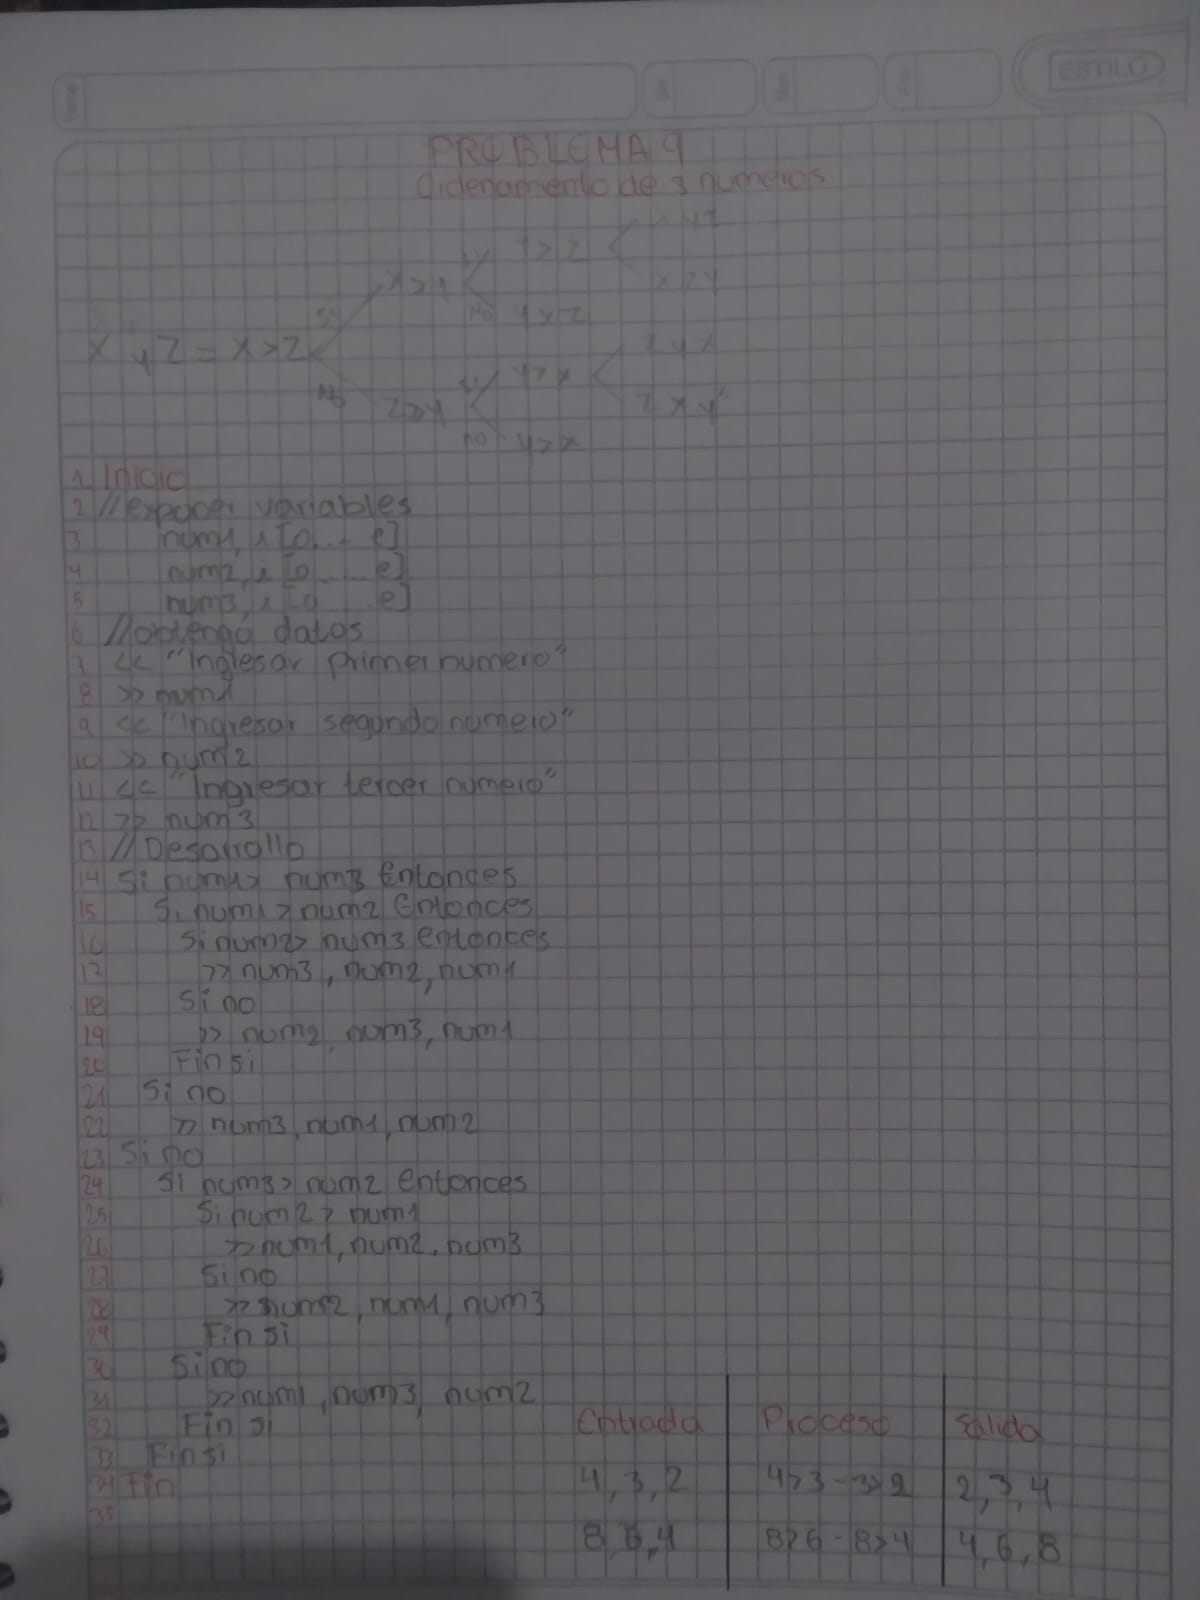 ESTILO
PROBLEMA 9
Ordenamiento de 3 numeros
x y z = x > z
Si
x > y
y > z
x > y
No
y x z
No
z > y
y > x
z y x
z x y
no
y > x
1 Inicio
2 // exponer variables
3 num1, i [0... e]
4 num2, i [0.....e]
5 num3, i [0 ....e]
6 //obtengo datos
7 << "Ingresar primer numero"
8 >> num1
9 << "Ingresar segundo numero"
10 >> num2
11 << "Ingresar tercer numero"
12 >> num3
13 //Desarrollo
14 Si num1> num3 Entonces
15 Si num1 > num2 Entonces
16 Si num2> num3 entonces
17 >> num3, num2, num1
18 Si no
19 >> num2, num3, num1
20 Fin si
21 Si no
22 >> num3, num1, num2
23 Si no
24 Si num3 > num2 entonces
25 Si num2 > num1
26 >> num1, num2, num3
27 Si no
28 >> num2, num1, num3
29 Fin si
30 Si no
31 >> num1, num3, num2
32 Fin si
33 Fin si
34 Fin
35
Entrada Proceso Salida
4, 3, 2 4>3 - 3>2 2, 3, 4
8, 6, 4 8>6 - 8>4 4, 6, 8